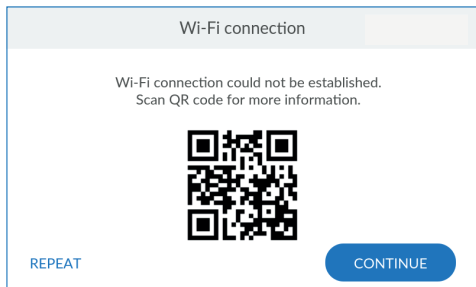 Wi-Fi connection
Wi-Fi connection could not be established.
Scan QR code for more information.
REPEAT
CONTINUE